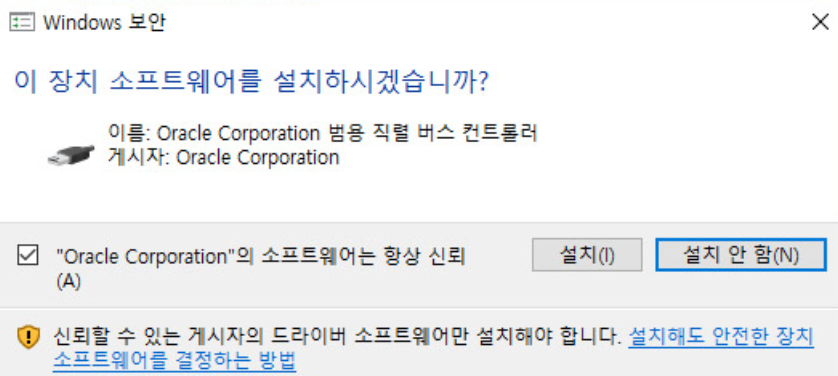 Windows 보안
이 장치 소프트웨어를 설치하시겠습니까?
이름: Oracle Corporation 범용 직렬 버스 컨트롤러
게시자: Oracle Corporation
"Oracle Corporation"의 소프트웨어는 항상 신뢰
(A)
설치(I)
설치 안 함(N)
신뢰할 수 있는 게시자의 드라이버 소프트웨어만 설치해야 합니다. 설치해도 안전한 장치
소프트웨어를 결정하는 방법